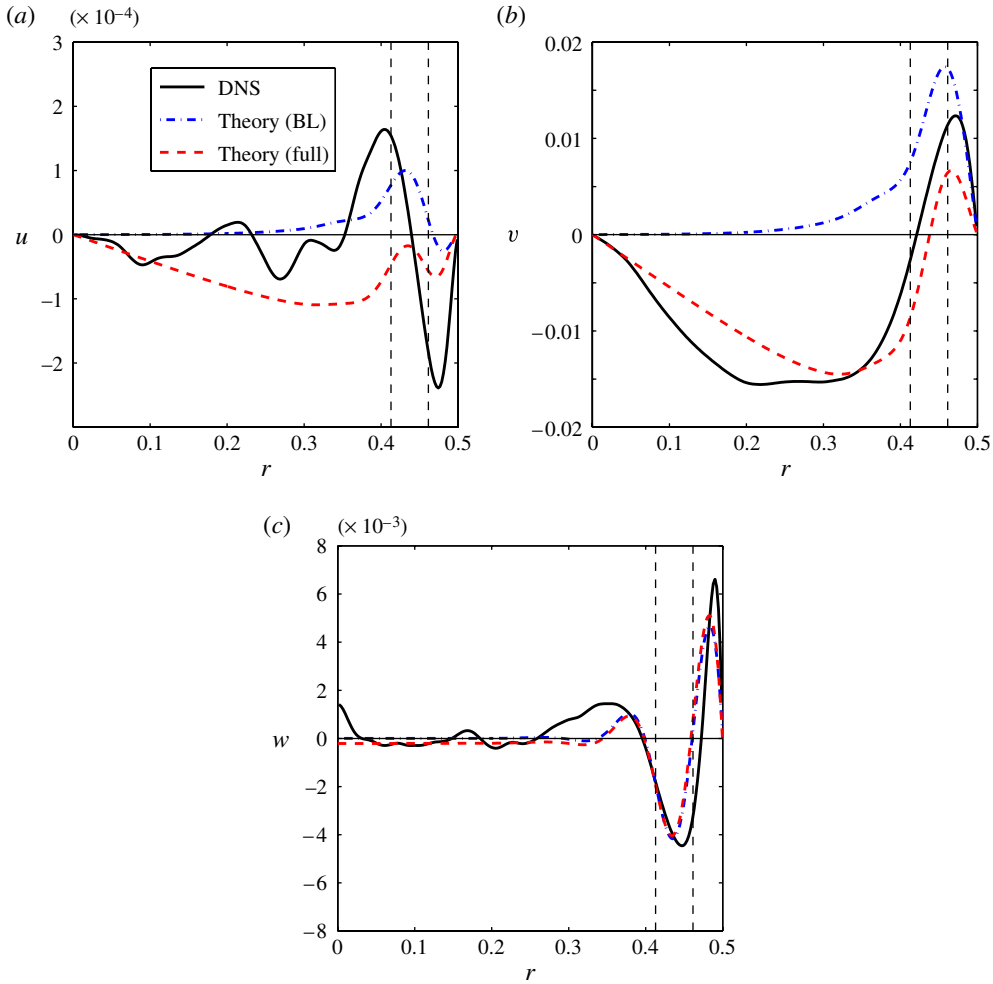 (a) (× 10⁻⁴)
3
2
1
0
−1
−2
u
DNS
Theory (BL)
Theory (full)
0 0.1 0.2 0.3 0.4 0.5
r
(b)
0.02
0.01
0
−0.01
−0.02
v
0 0.1 0.2 0.3 0.4 0.5
r
(c) (× 10⁻³)
8
6
4
2
0
−2
−4
−6
−8
w
0 0.1 0.2 0.3 0.4 0.5
r